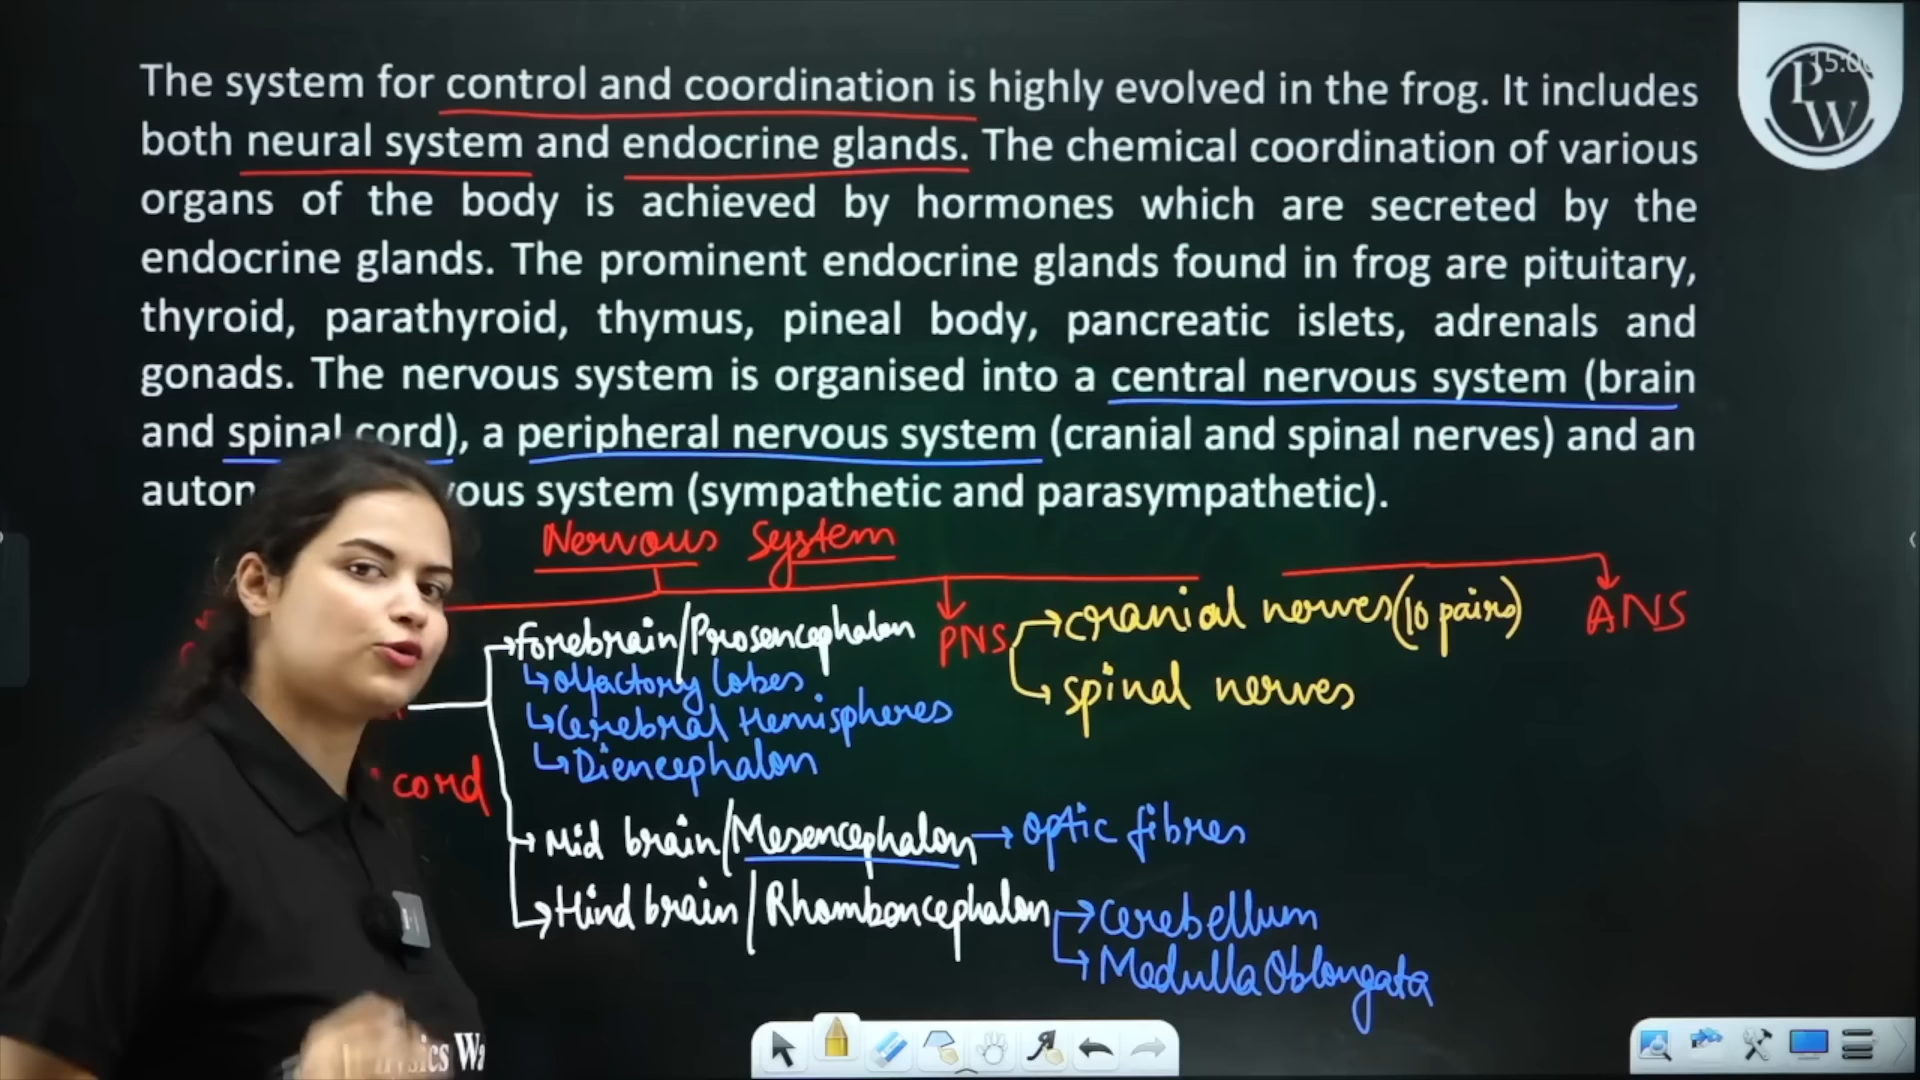 The system for control and coordination is highly evolved in the frog. It includes
both neural system and endocrine glands. The chemical coordination of various
organs of the body is achieved by hormones which are secreted by the
endocrine glands. The prominent endocrine glands found in frog are pituitary,
thyroid, parathyroid, thymus, pineal body, pancreatic islets, adrenals and
gonads. The nervous system is organised into a central nervous system (brain
and spinal cord), a peripheral nervous system (cranial and spinal nerves) and an
system (sympathetic and parasympathetic).
Nervous System
Forebrain/Prosencephalon
olfactory lobes
Cerebral Hemispheres
Diencephalon
PNS
cranial nerves (10 pairs)
spinal nerves
ANS
cord
Mid brain/Mesencephalon → optic fibres
Hind brain/Rhomboncephalon
Cerebellum
Medulla Oblongata
PW